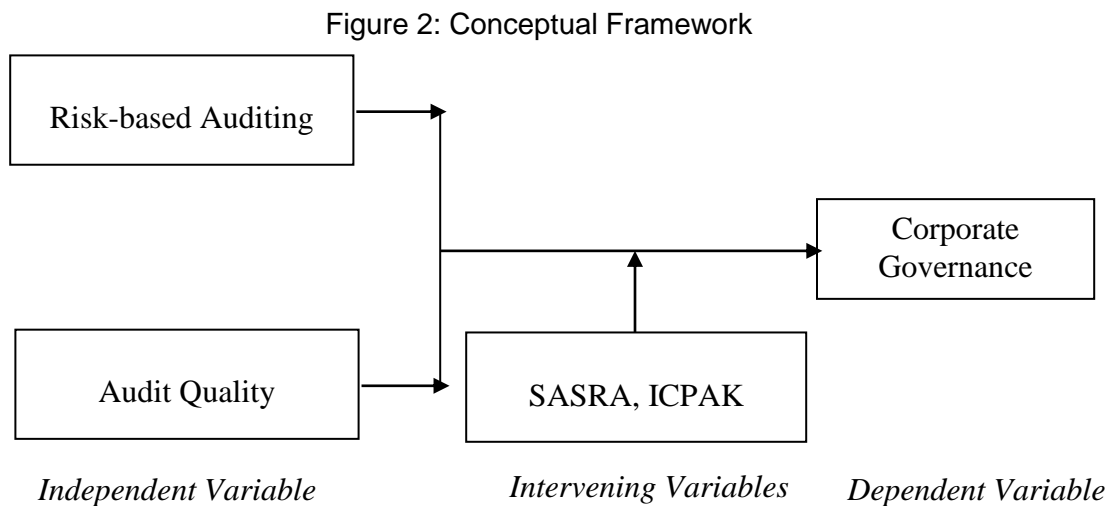 Figure 2: Conceptual Framework
Risk-based Auditing
Corporate
Governance
Audit Quality
SASRA, ICPAK
Independent Variable
Intervening Variables
Dependent Variable